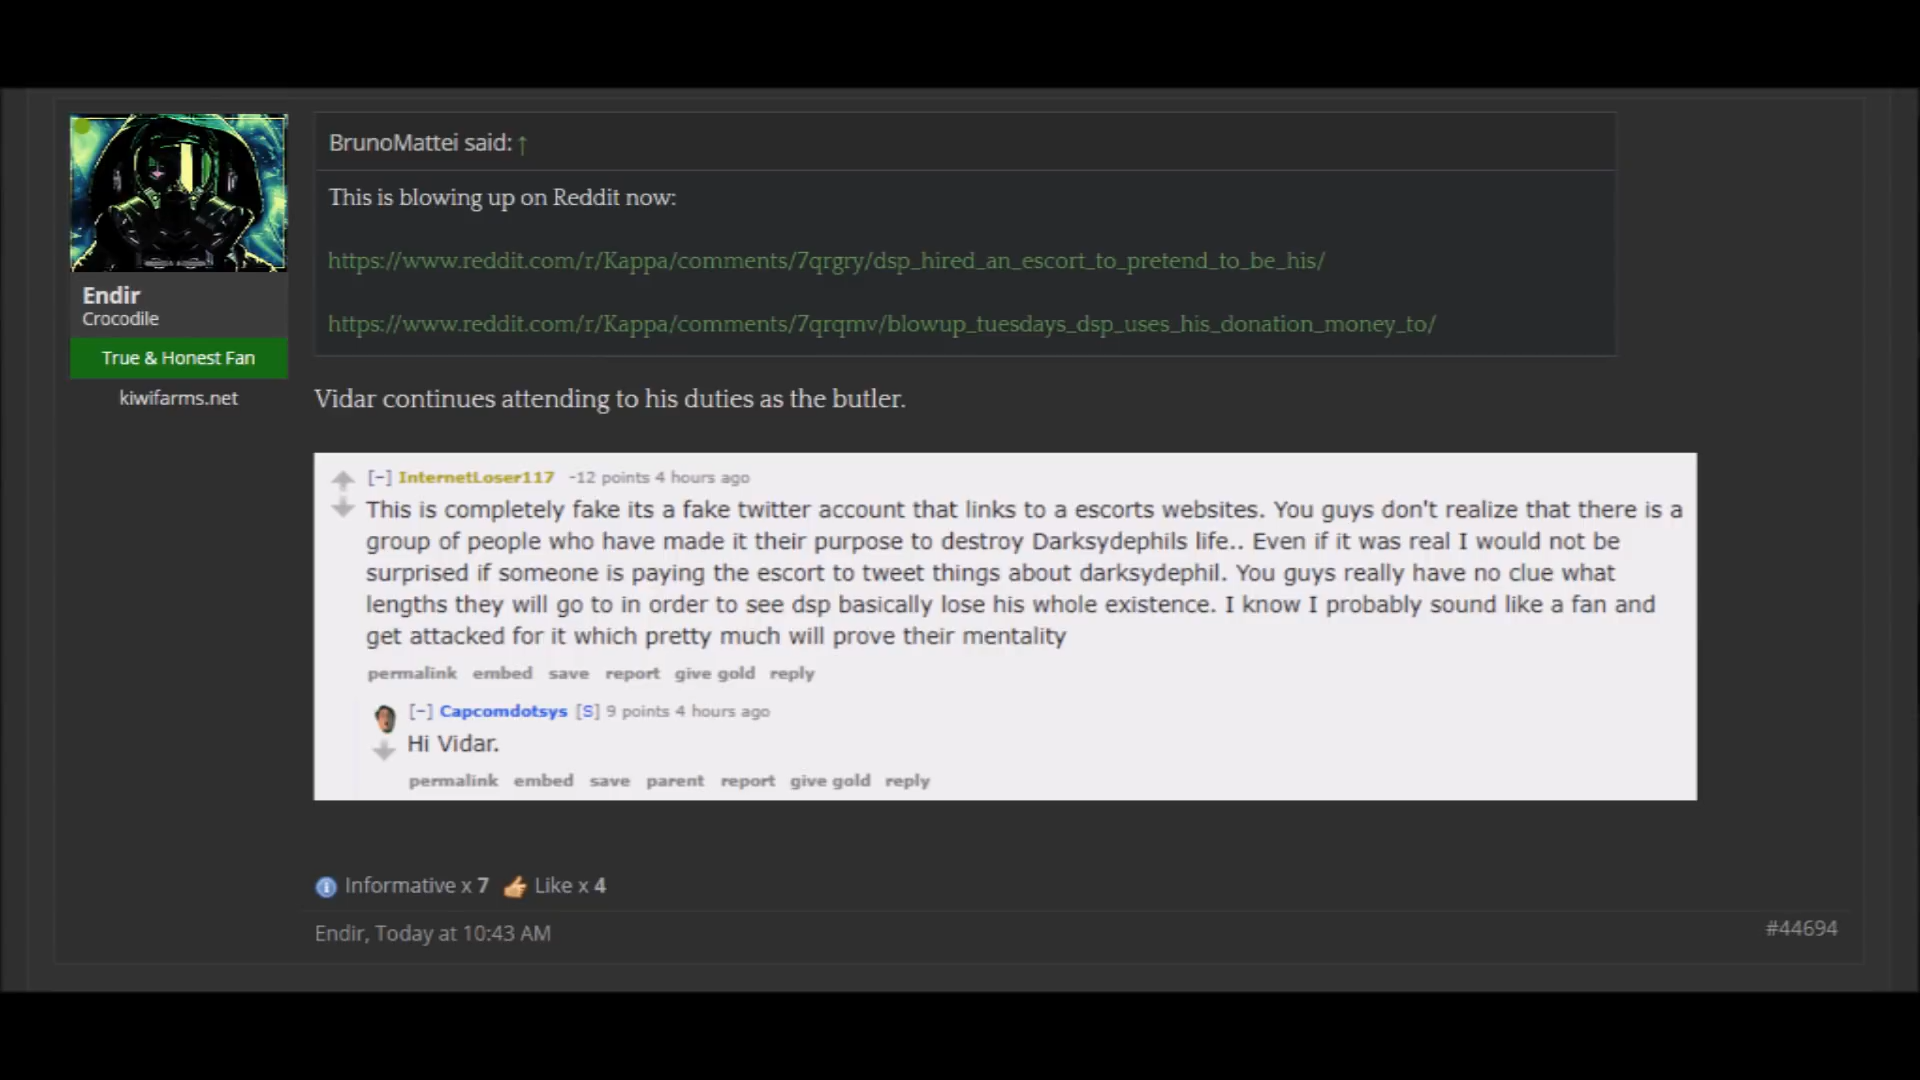 BrunoMattei said: ↑
This is blowing up on Reddit now:
https://www.reddit.com/r/Kappa/comments/7qrgry/dsp_hired_an_escort_to_pretend_to_be_his/
https://www.reddit.com/r/Kappa/comments/7qrqmv/blowup_tuesdays_dsp_uses_his_donation_money_to/
Endir
Crocodile
True & Honest Fan
kiwifarms.net
Vidar continues attending to his duties as the butler.
[-] InternetLoser117 -12 points 4 hours ago
This is completely fake its a fake twitter account that links to a escorts websites. You guys don't realize that there is a
group of people who have made it their purpose to destroy Darksydephils life.. Even if it was real I would not be
surprised if someone is paying the escort to tweet things about darksydephil. You guys really have no clue what
lengths they will go to in order to see dsp basically lose his whole existence. I know I probably sound like a fan and
get attacked for it which pretty much will prove their mentality
permalink embed save report give gold reply
[-] Capcomdotsys [S] 9 points 4 hours ago
Hi Vidar.
permalink embed save parent report give gold reply
Informative x 7 Like x 4
Endir, Today at 10:43 AM
#44694